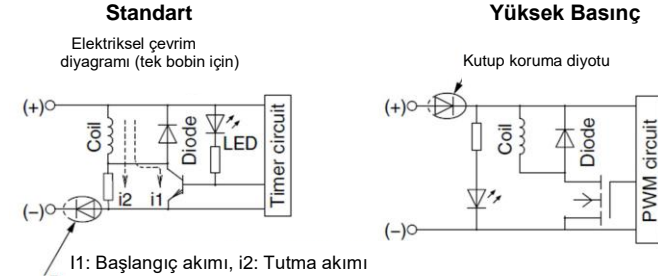 Standart
Elektriksel çevrim
diyagramı (tek bobin için)
(+)
Coil
Diode
LED
Timer circuit
i2
i1
(−)
I1: Başlangıç akımı, i2: Tutma akımı
Yüksek Basınç
Kutup koruma diyotu
(+)
Coil
Diode
PWM circuit
(−)